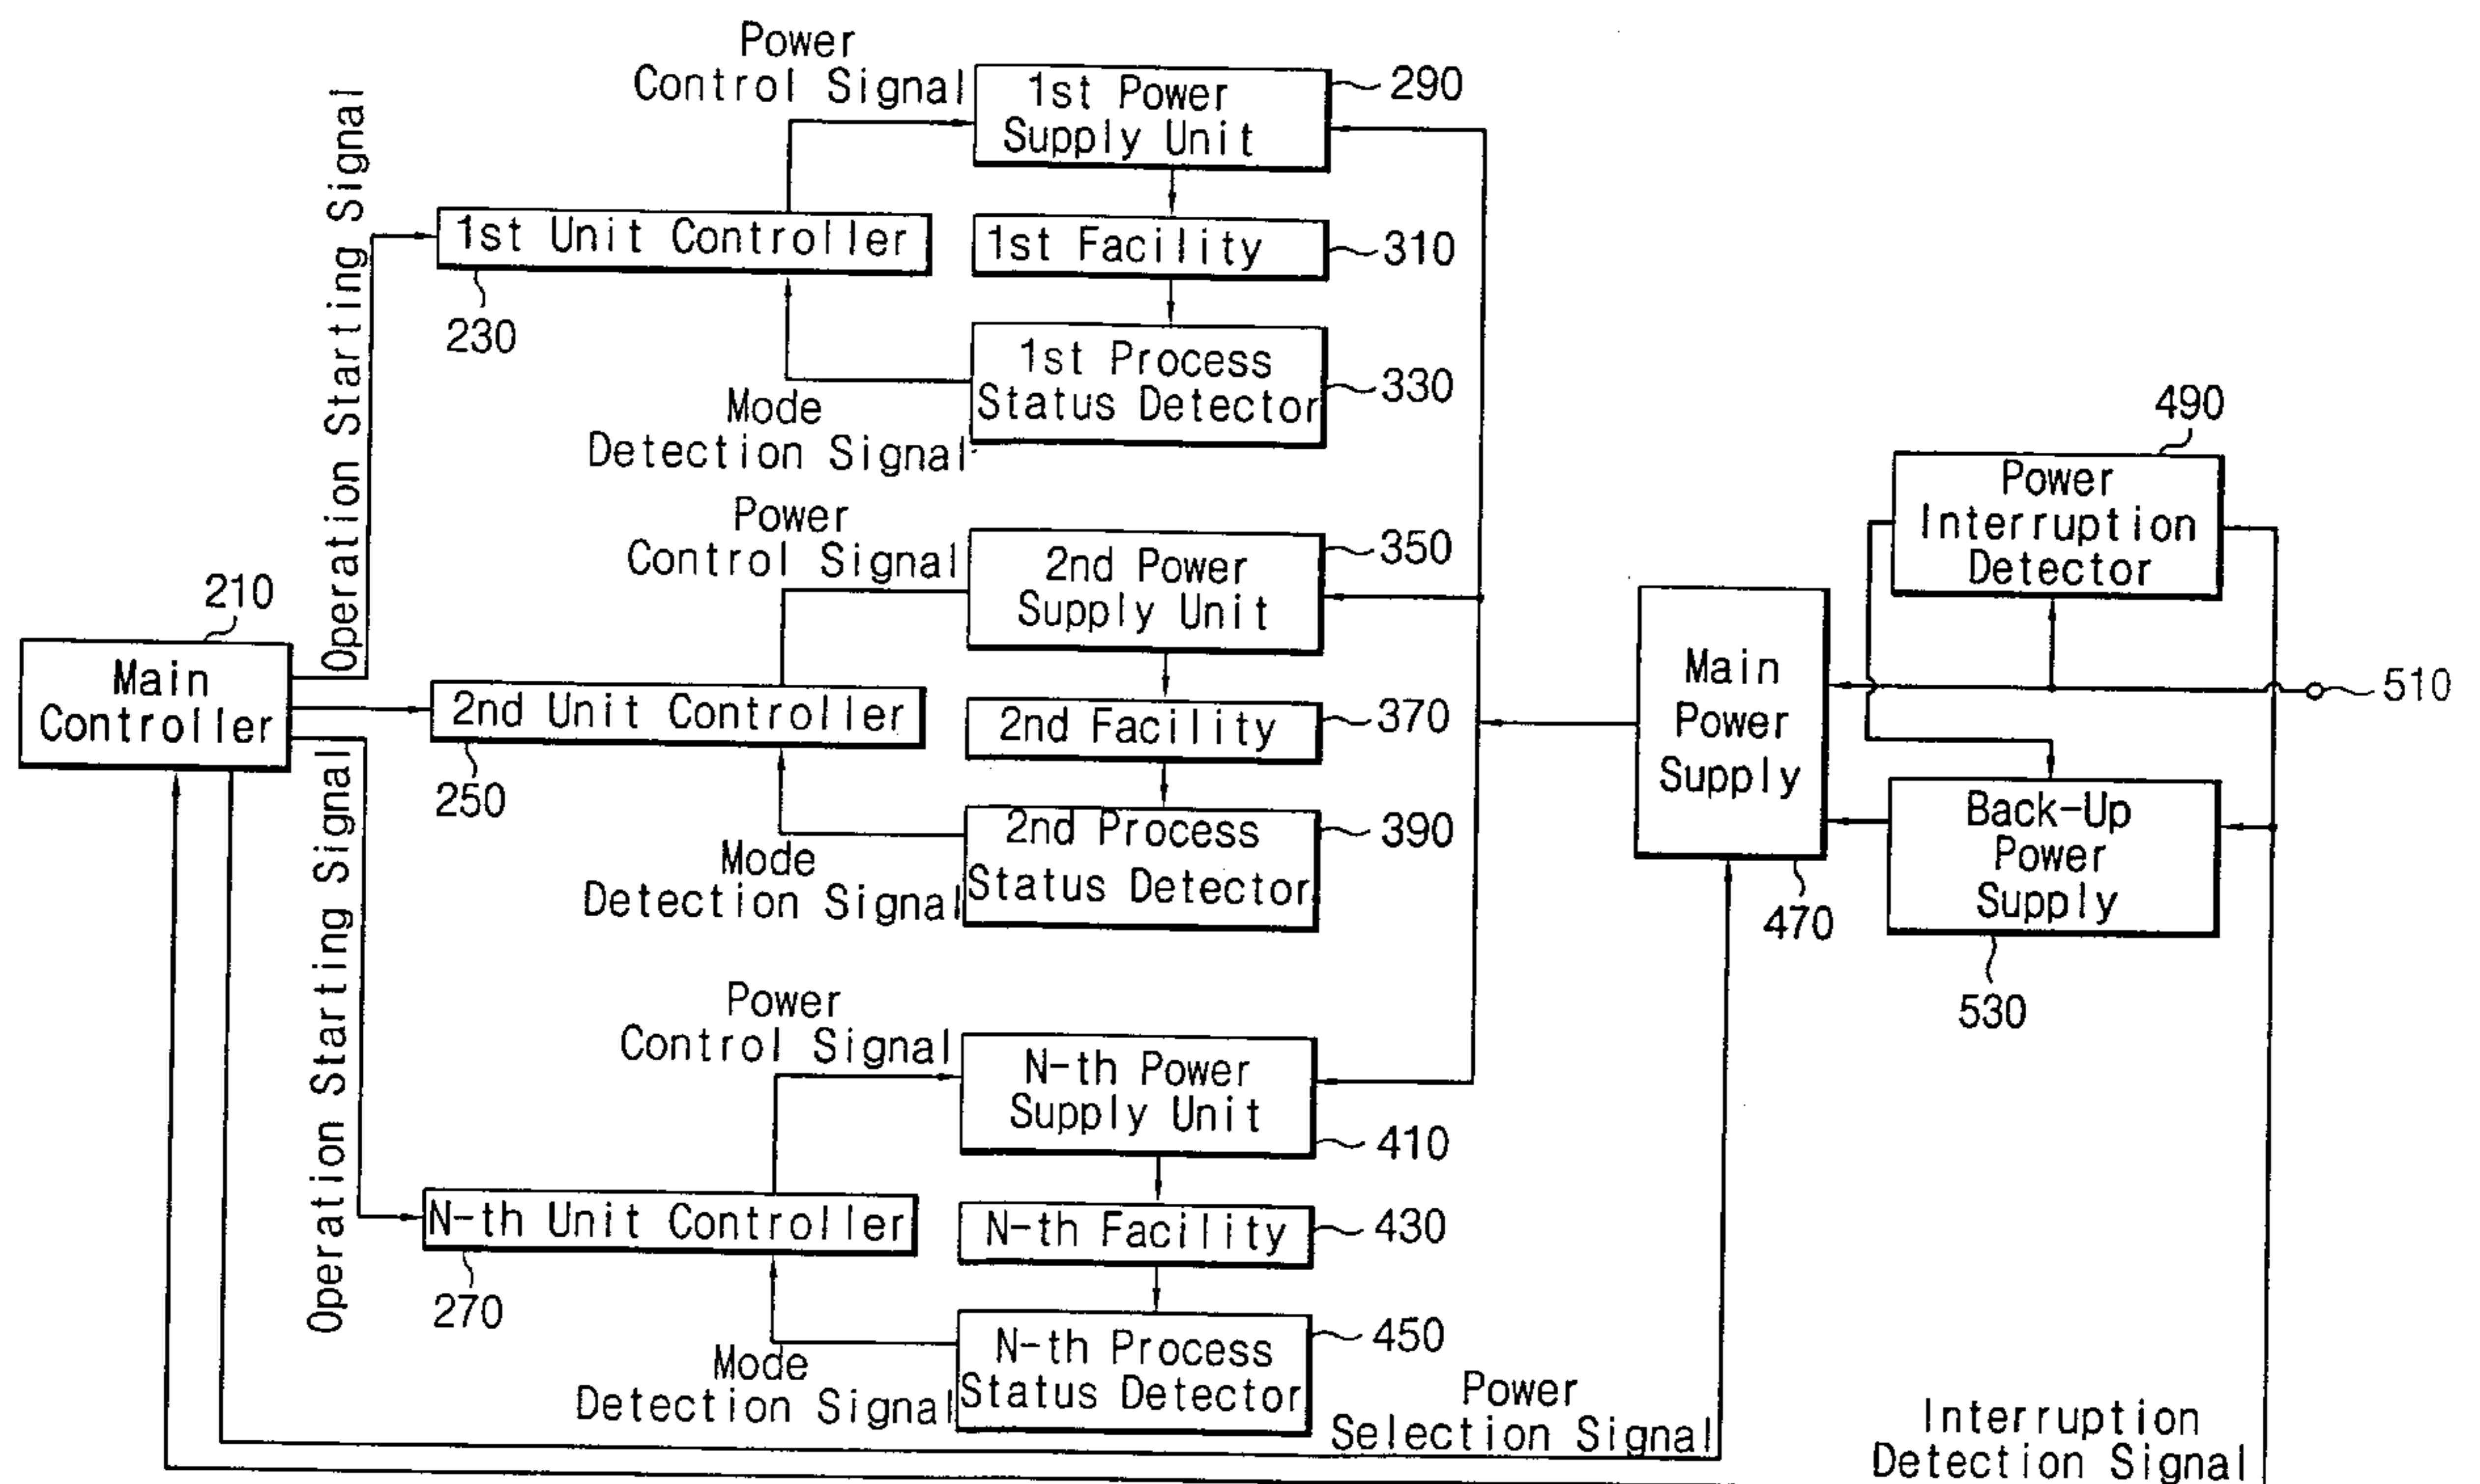 Power
Control Signal
1st Power
Supply Unit
290
Operation Starting Signal
1st Unit Controller
230
1st Facility
310
1st Process
Status Detector
330
Mode
Detection Signal
Power
Control Signal
2nd Power
Supply Unit
350
490
Power
Interruption
Detector
210
Main
Controller
2nd Unit Controller
250
2nd Facility
370
Main
Power
Supply
470
510
2nd Process
Status Detector
390
Mode
Detection Signal
Back-Up
Power
Supply
530
Operation Starting Signal
Power
Control Signal
N-th Power
Supply Unit
410
N-th Unit Controller
270
N-th Facility
430
N-th Process
Status Detector
450
Mode
Detection Signal
Power
Selection Signal
Interruption
Detection Signal